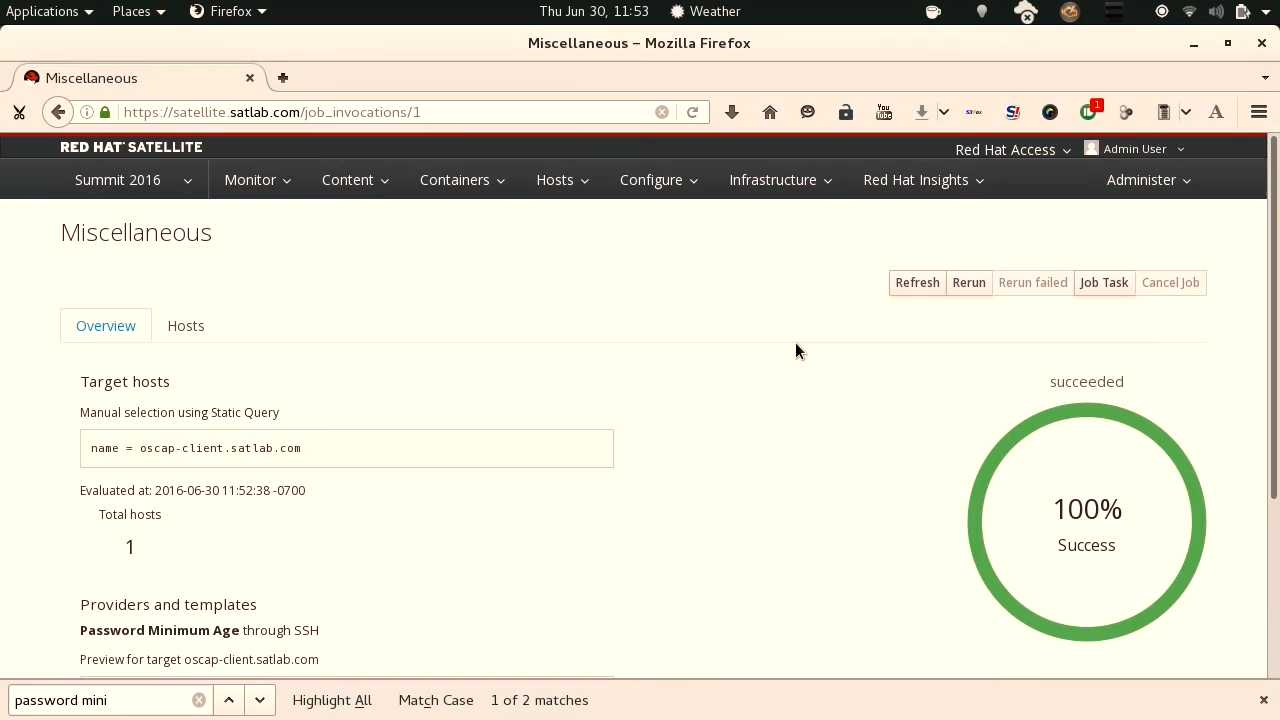 Applications Places Firefox Thu Jun 30, 11:53 Weather
Miscellaneous – Mozilla Firefox
Miscellaneous
https://satellite.satlab.com/job_invocations/1 You Tube S! 1 A
RED HAT SATELLITE Red Hat Access Admin User
Summit 2016 Monitor Content Containers Hosts Configure Infrastructure Red Hat Insights Administer
Miscellaneous
Refresh Rerun Rerun failed Job Task Cancel Job
Overview Hosts
Target hosts succeeded
Manual selection using Static Query
name = oscap-client.satlab.com
Evaluated at: 2016-06-30 11:52:38 -0700
Total hosts
1
100%
Success
Providers and templates
Password Minimum Age through SSH
Preview for target oscap-client.satlab.com
password mini Highlight All Match Case 1 of 2 matches